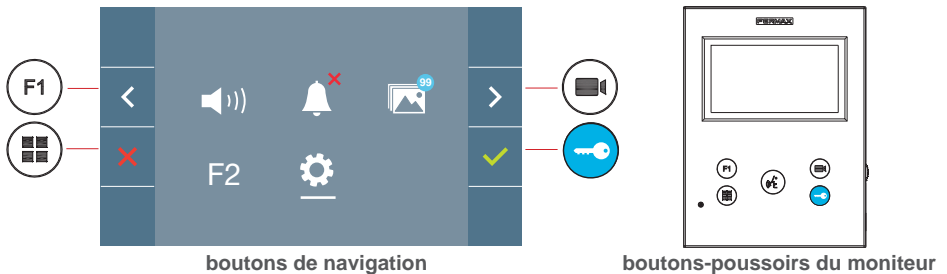 FERMAX
99
F1
F2
F1
boutons de navigation
boutons-poussoirs du moniteur